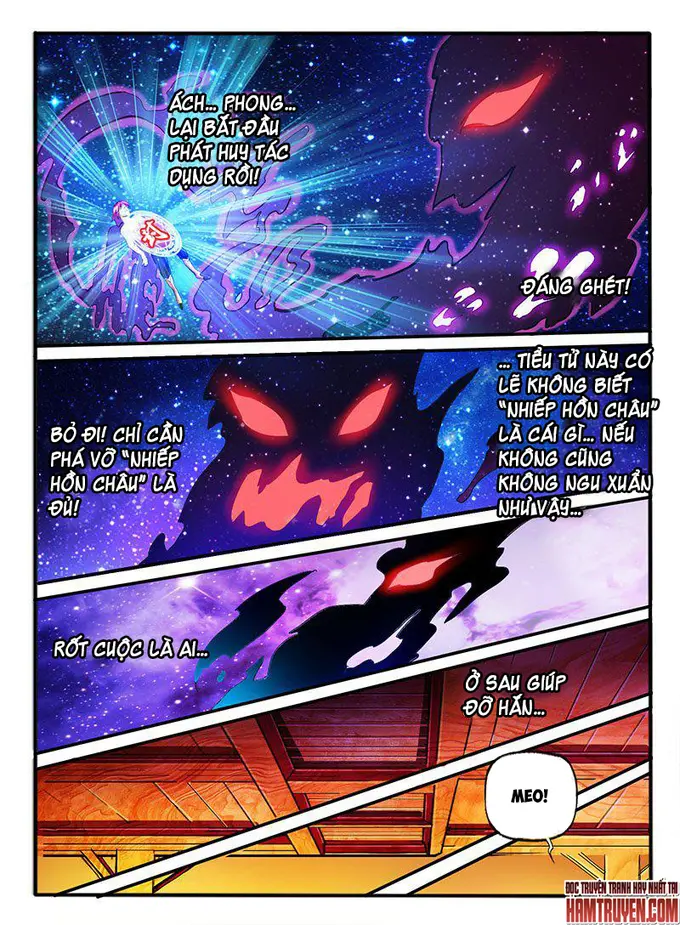 ÁCH... PHONG...
LẠI BẮT ĐẦU
PHÁT HUY TÁC
DỤNG RỒI!
ĐÁNG GHÉT!
... TIỂU TỬ NÀY CÓ
LẼ KHÔNG BIẾT
“NHIẾP HỒN CHÂU”
LÀ CÁI GÌ... NẾU
KHÔNG CŨNG
KHÔNG NGU XUẨN
NHƯ VẬY...
BỎ ĐI! CHỈ CẦN
PHÁ VỠ “NHIẾP
HỒN CHÂU” LÀ
ĐỦ!
RỐT CUỘC LÀ AI...
Ở SAU GIÚP
ĐỠ HẮN...
MEO!
ĐỌC TRUYỆN TRANH HAY NHẤT TẠI
HAMTRUYEN.COM